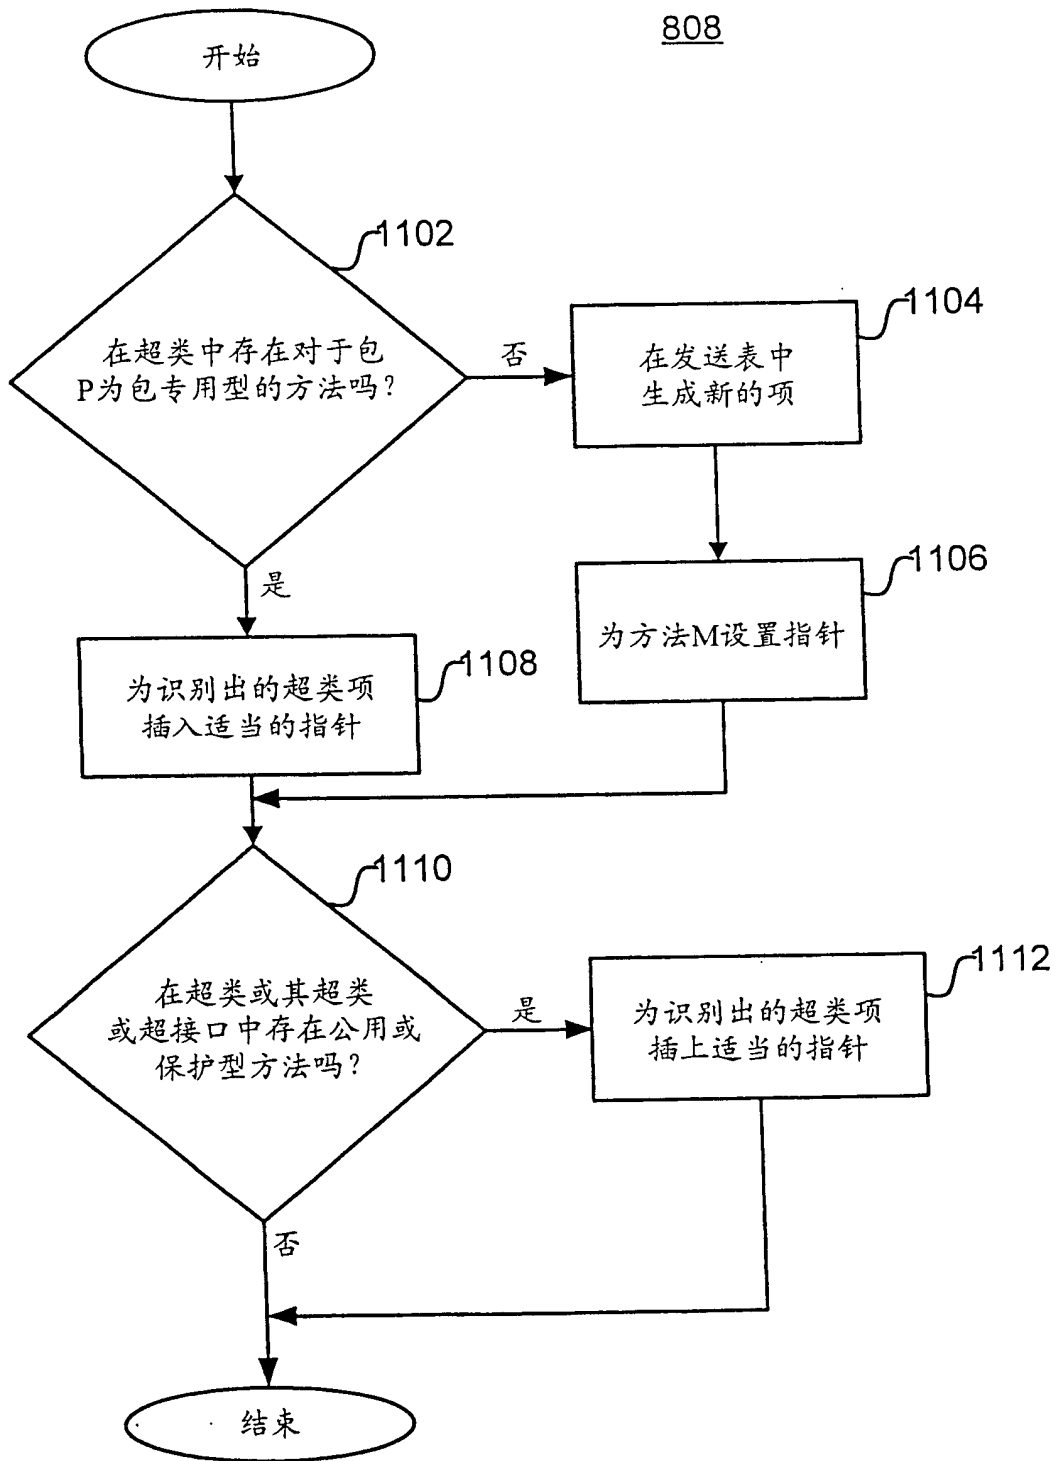 808
开始
1102
在超类中存在对于包
P为包专用型的方法吗？
否
1104
在发送表中
生成新的项
是
1106
为方法M设置指针
1108
为识别出的超类项
插入适当的指针
1110
在超类或其超类
或超接口中存在公用或
保护型方法吗？
是
1112
为识别出的超类项
插上适当的指针
否
结束